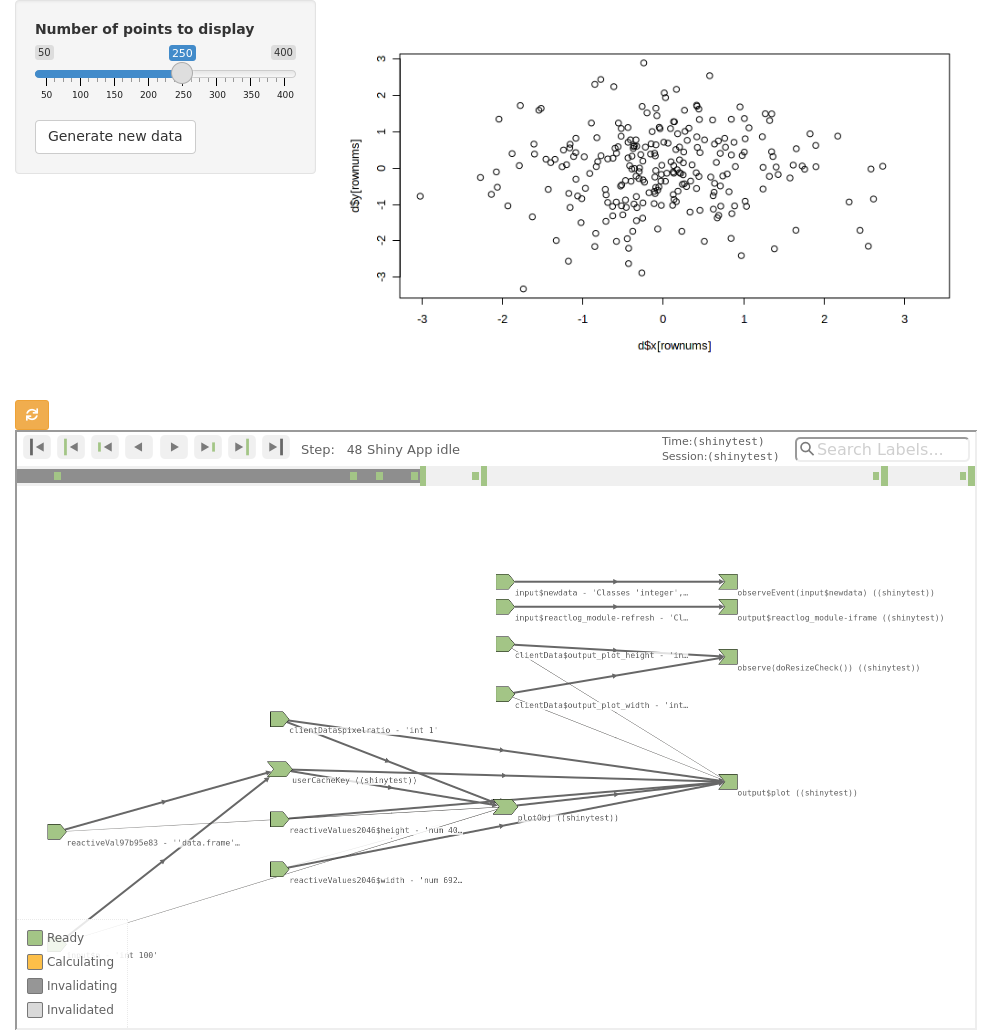 Number of points to display
50 250 400
50 100 150 200 250 300 350 400
Generate new data
d$y[rownums]
3
2
1
0
-1
-2
-3
-3 -2 -1 0 1 2 3
d$x[rownums]
Step: 48 Shiny App idle
Time:(shinytest)
Session:(shinytest)
Search Labels...
input$newdata - 'Classes 'integer',…
observeEvent(input$newdata) ((shinytest))
input$reactlog_module-refresh - 'Cl…
output$reactlog_module-iframe ((shinytest))
clientData$output_plot_height - 'in…
observe(doResizeCheck()) ((shinytest))
clientData$output_plot_width - 'int…
clientData$pixelratio - 'int 1'
userCacheKey ((shinytest))
output$plot ((shinytest))
plotObj ((shinytest))
reactiveValues2046$height - 'num 40…
reactiveVal97b95e83 - ''data.frame'…
reactiveValues2046$width - 'num 692…
Ready
nt 100'
Calculating
Invalidating
Invalidated